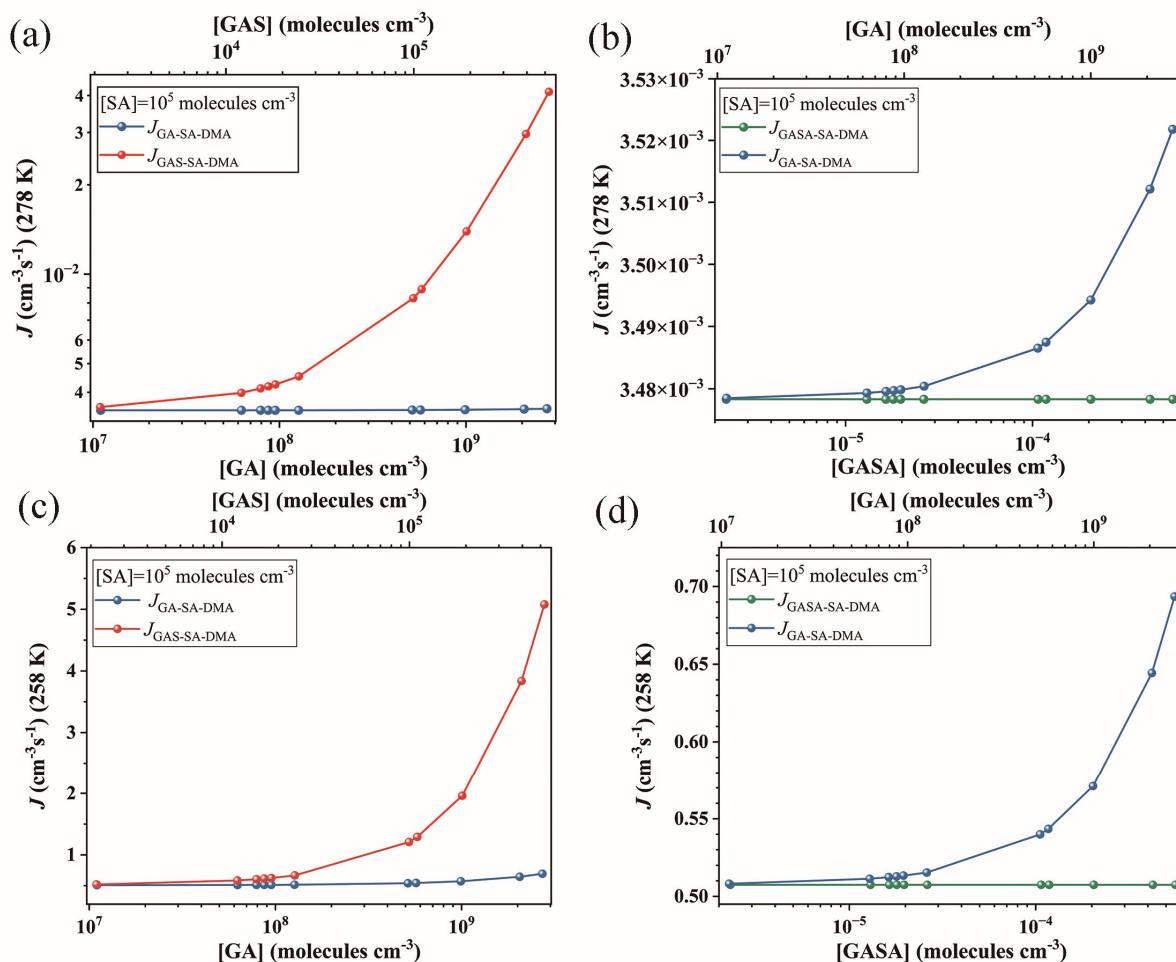 (a)
[GAS] (molecules cm⁻³)
10⁴ 10⁵
[SA]=10⁵ molecules cm⁻³
J_GA-SA-DMA
J_GAS-SA-DMA
J (cm⁻³s⁻¹) (278 K)
4
3
2
10⁻²
6
5
4
10⁷ 10⁸ 10⁹
[GA] (molecules cm⁻³)
(b)
[GA] (molecules cm⁻³)
10⁷ 10⁸ 10⁹
[SA]=10⁵ molecules cm⁻³
J_GASA-SA-DMA
J_GA-SA-DMA
J (cm⁻³s⁻¹) (278 K)
3.53×10⁻³
3.52×10⁻³
3.51×10⁻³
3.50×10⁻³
3.49×10⁻³
3.48×10⁻³
10⁻⁵ 10⁻⁴
[GASA] (molecules cm⁻³)
(c)
[GAS] (molecules cm⁻³)
10⁴ 10⁵
[SA]=10⁵ molecules cm⁻³
J_GA-SA-DMA
J_GAS-SA-DMA
J (cm⁻³s⁻¹) (258 K)
6
5
4
3
2
1
10⁷ 10⁸ 10⁹
[GA] (molecules cm⁻³)
(d)
[GA] (molecules cm⁻³)
10⁷ 10⁸ 10⁹
[SA]=10⁵ molecules cm⁻³
J_GASA-SA-DMA
J_GA-SA-DMA
J (cm⁻³s⁻¹) (258 K)
0.70
0.65
0.60
0.55
0.50
10⁻⁵ 10⁻⁴
[GASA] (molecules cm⁻³)